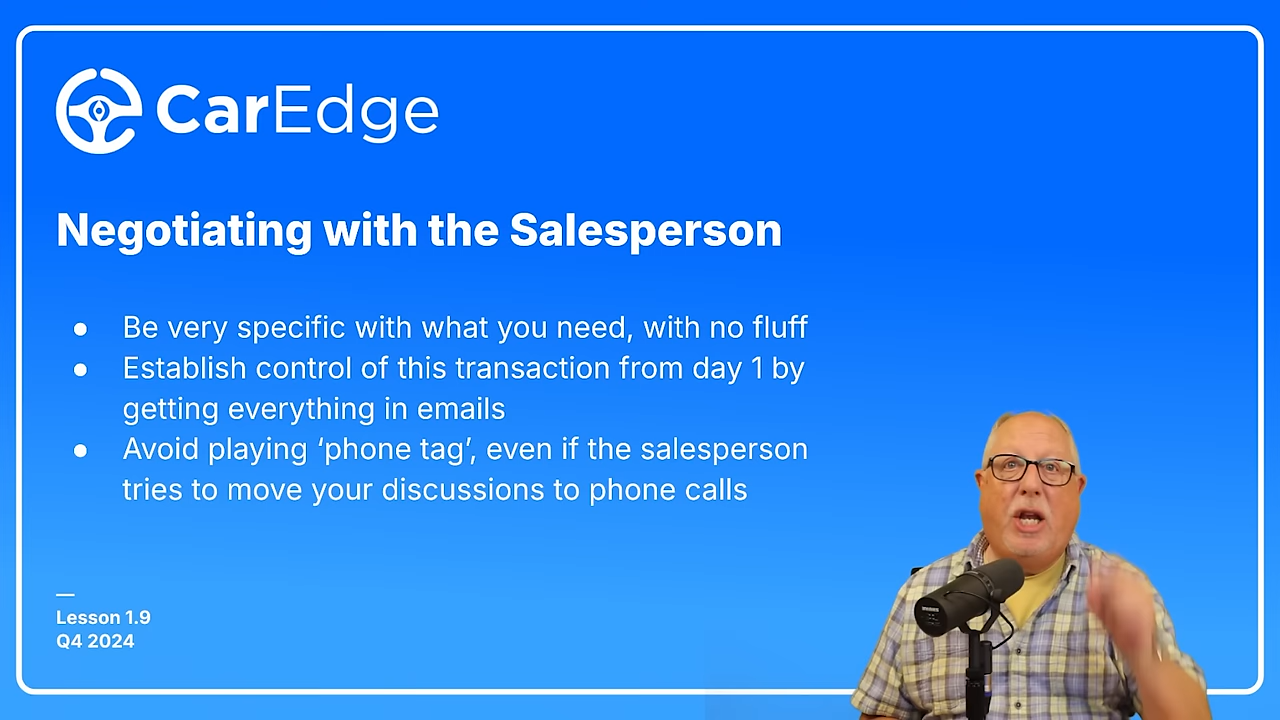 CarEdge
Negotiating with the Salesperson
● Be very specific with what you need, with no fluff
● Establish control of this transaction from day 1 by
getting everything in emails
● Avoid playing ‘phone tag’, even if the salesperson
tries to move your discussions to phone calls
Lesson 1.9
Q4 2024